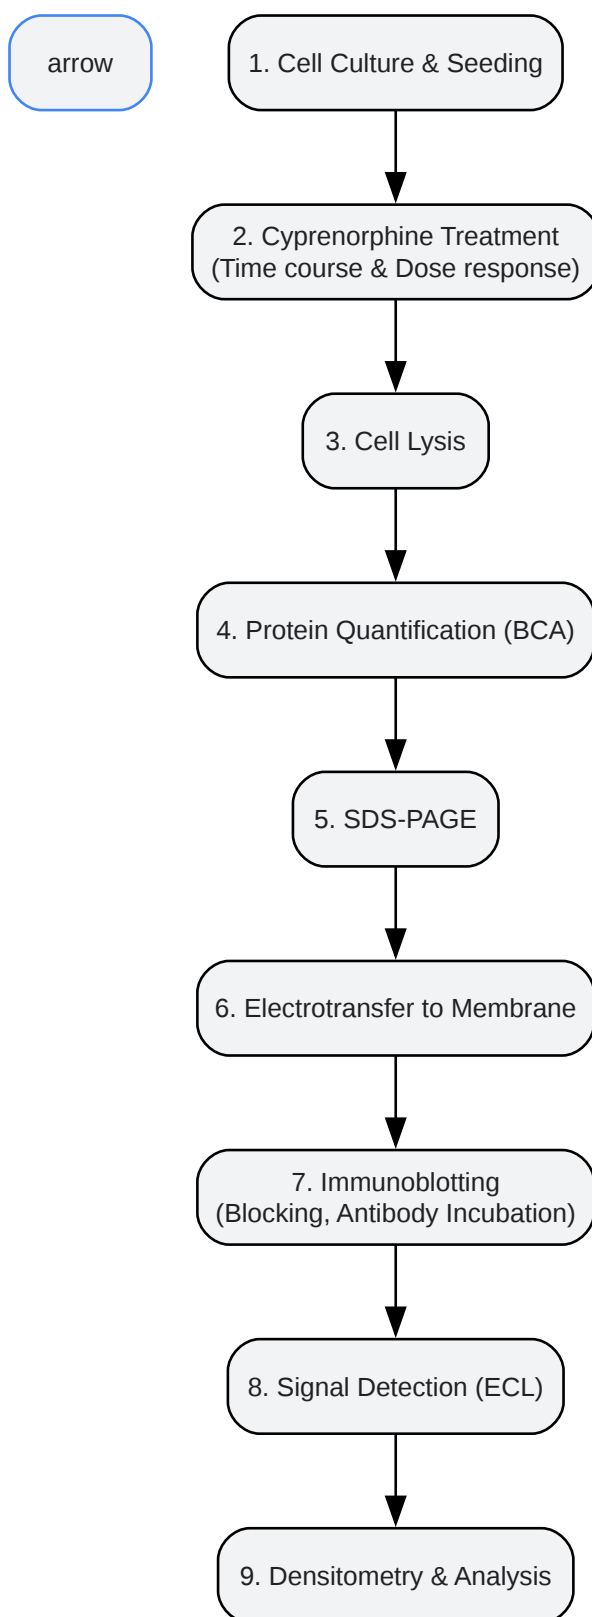 arrow
1. Cell Culture & Seeding
2. Cyprenorphine Treatment
(Time course & Dose response)
3. Cell Lysis
4. Protein Quantification (BCA)
5. SDS-PAGE
6. Electrotransfer to Membrane
7. Immunoblotting
(Blocking, Antibody Incubation)
8. Signal Detection (ECL)
9. Densitometry & Analysis